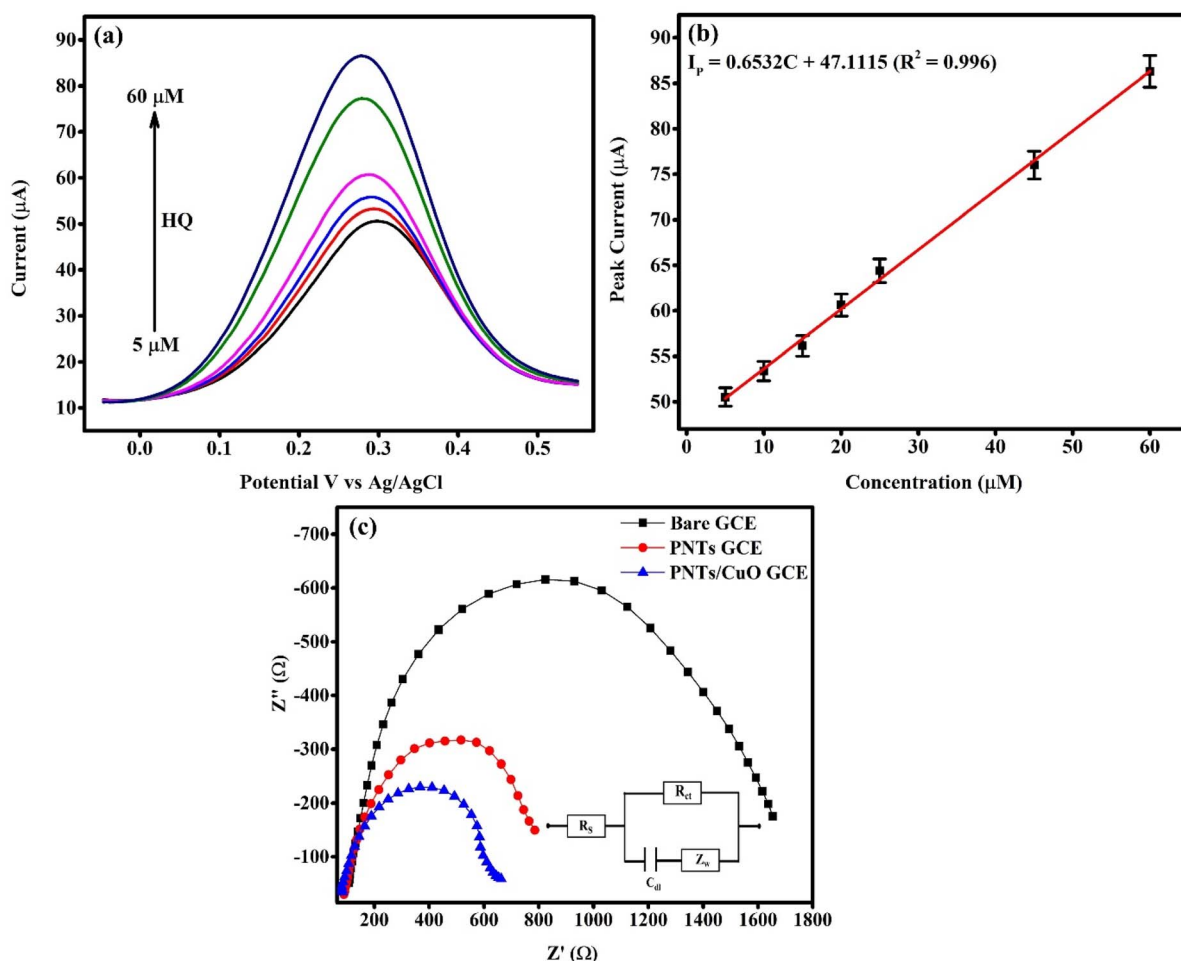 (a)
90
80
70
60
50
40
30
20
10
60 μM
HQ
5 μM
Current (μA)
0.0 0.1 0.2 0.3 0.4 0.5
Potential V vs Ag/AgCl
(b)
I_P = 0.6532C + 47.1115 (R² = 0.996)
90
85
80
75
70
65
60
55
50
Peak Current (μA)
0 10 20 30 40 50 60
Concentration (μM)
(c)
Bare GCE
PNTs GCE
PNTs/CuO GCE
-700
-600
-500
-400
-300
-200
-100
Z'' (Ω)
R_ct
R_S
C_dl
Z_w
200 400 600 800 1000 1200 1400 1600 1800
Z' (Ω)